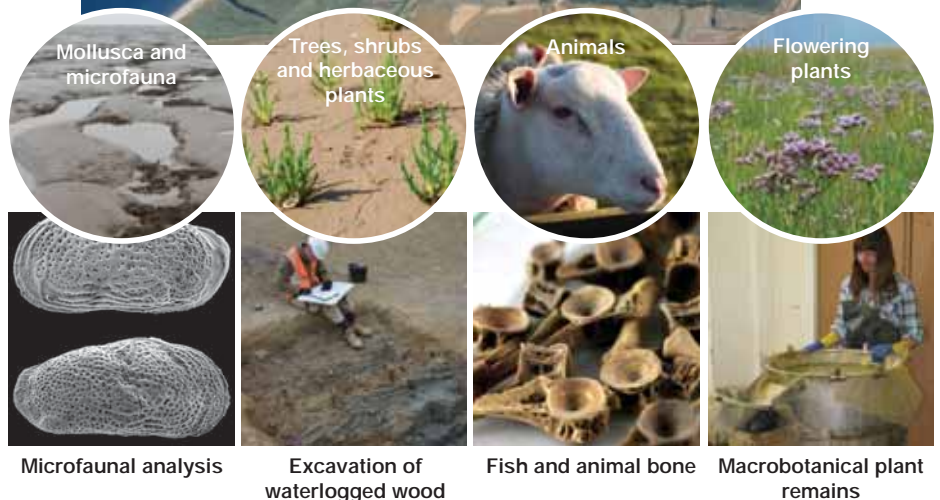 Mollusca and
microfauna
Trees, shrubs
and herbaceous
plants
Animals
Flowering
plants
Microfaunal analysis
Excavation of
waterlogged wood
Fish and animal bone
Macrobotanical plant
remains